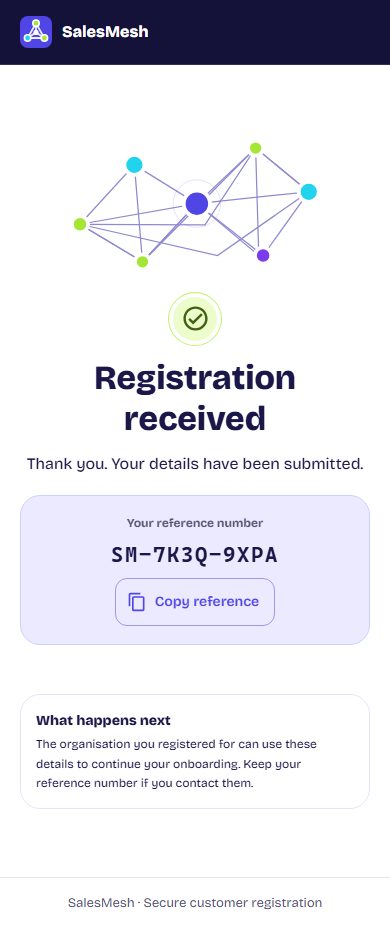 SalesMesh
Registration
received
Thank you. Your details have been submitted.
Your reference number
SM-7K3Q-9XPA
Copy reference
What happens next
The organisation you registered for can use these
details to continue your onboarding. Keep your
reference number if you contact them.
SalesMesh · Secure customer registration